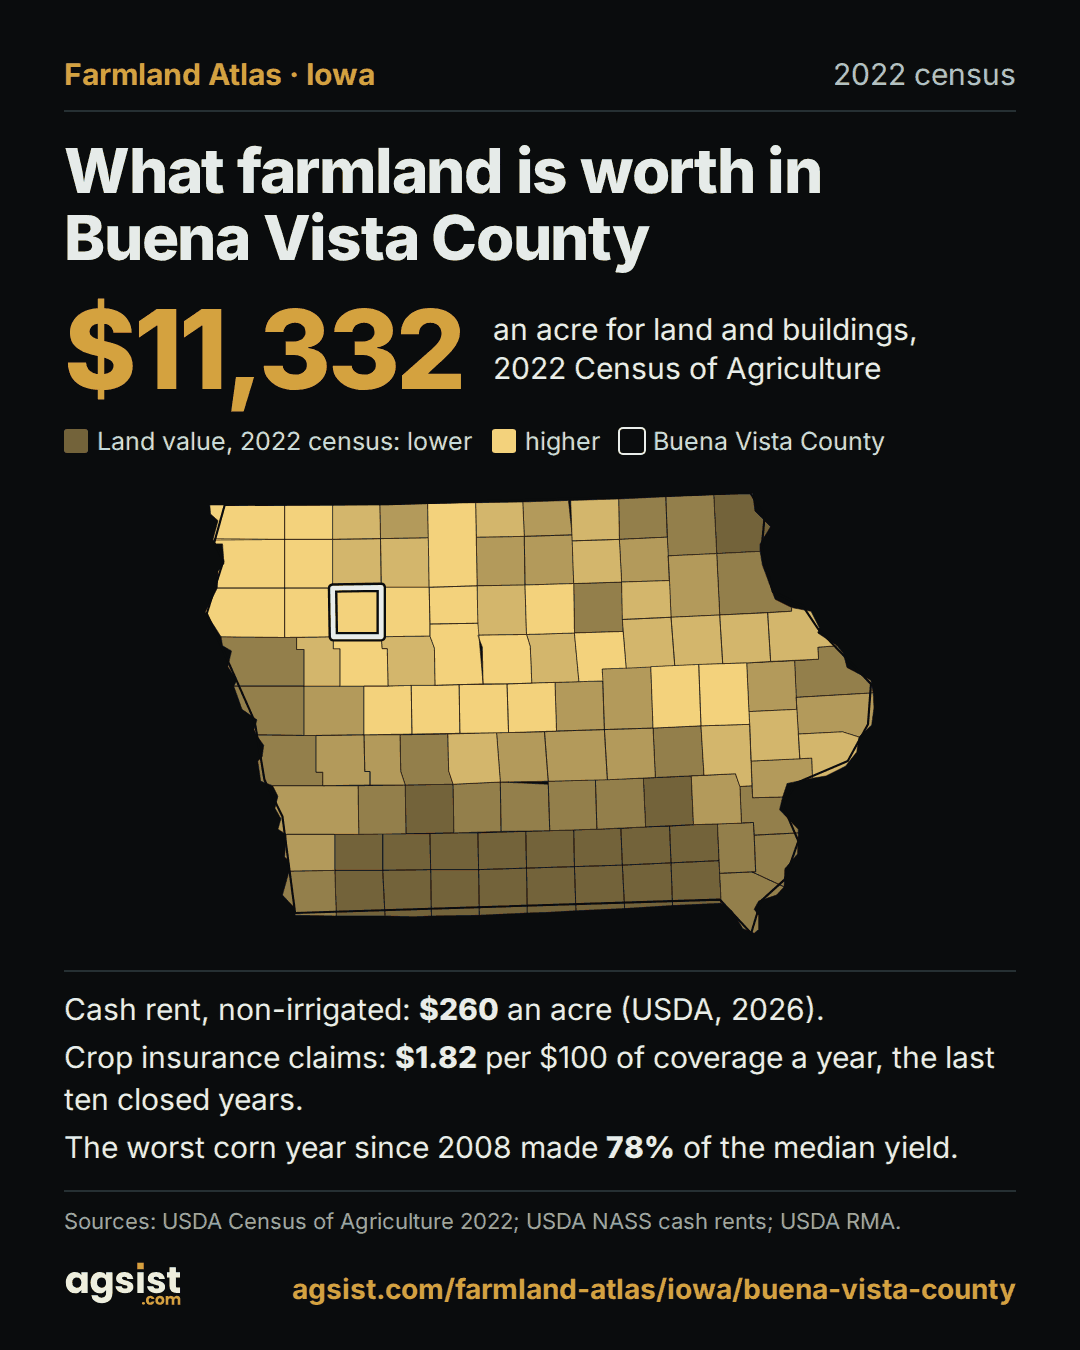 Farmland Atlas · Iowa
2022 census
What farmland is worth in
Buena Vista County
$11,332
an acre for land and buildings,
2022 Census of Agriculture
Land value, 2022 census: lower higher Buena Vista County
Cash rent, non-irrigated: $260 an acre (USDA, 2026).
Crop insurance claims: $1.82 per $100 of coverage a year, the last
ten closed years.
The worst corn year since 2008 made 78% of the median yield.
Sources: USDA Census of Agriculture 2022; USDA NASS cash rents; USDA RMA.
agsist
.com
agsist.com/farmland-atlas/iowa/buena-vista-county